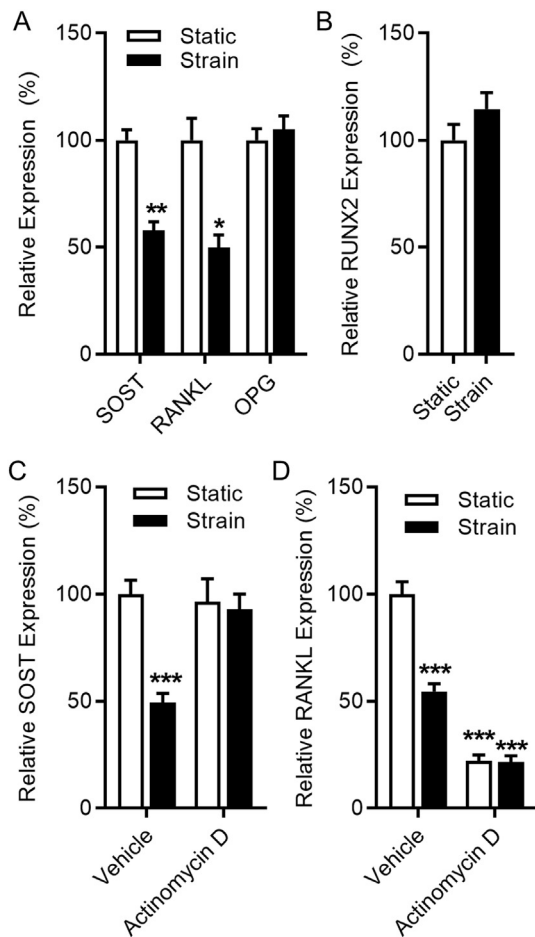 A
Static
Strain
150
100
50
0
Relative Expression (%)
**
*
SOST
RANKL
OPG
B
150
100
50
0
Relative RUNX2 Expression (%)
Static
Strain
C
Static
Strain
150
100
50
0
Relative SOST Expression (%)
***
Vehicle
Actinomycin D
D
Static
Strain
150
100
50
0
Relative RANKL Expression (%)
***
*** ***
Vehicle
Actinomycin D